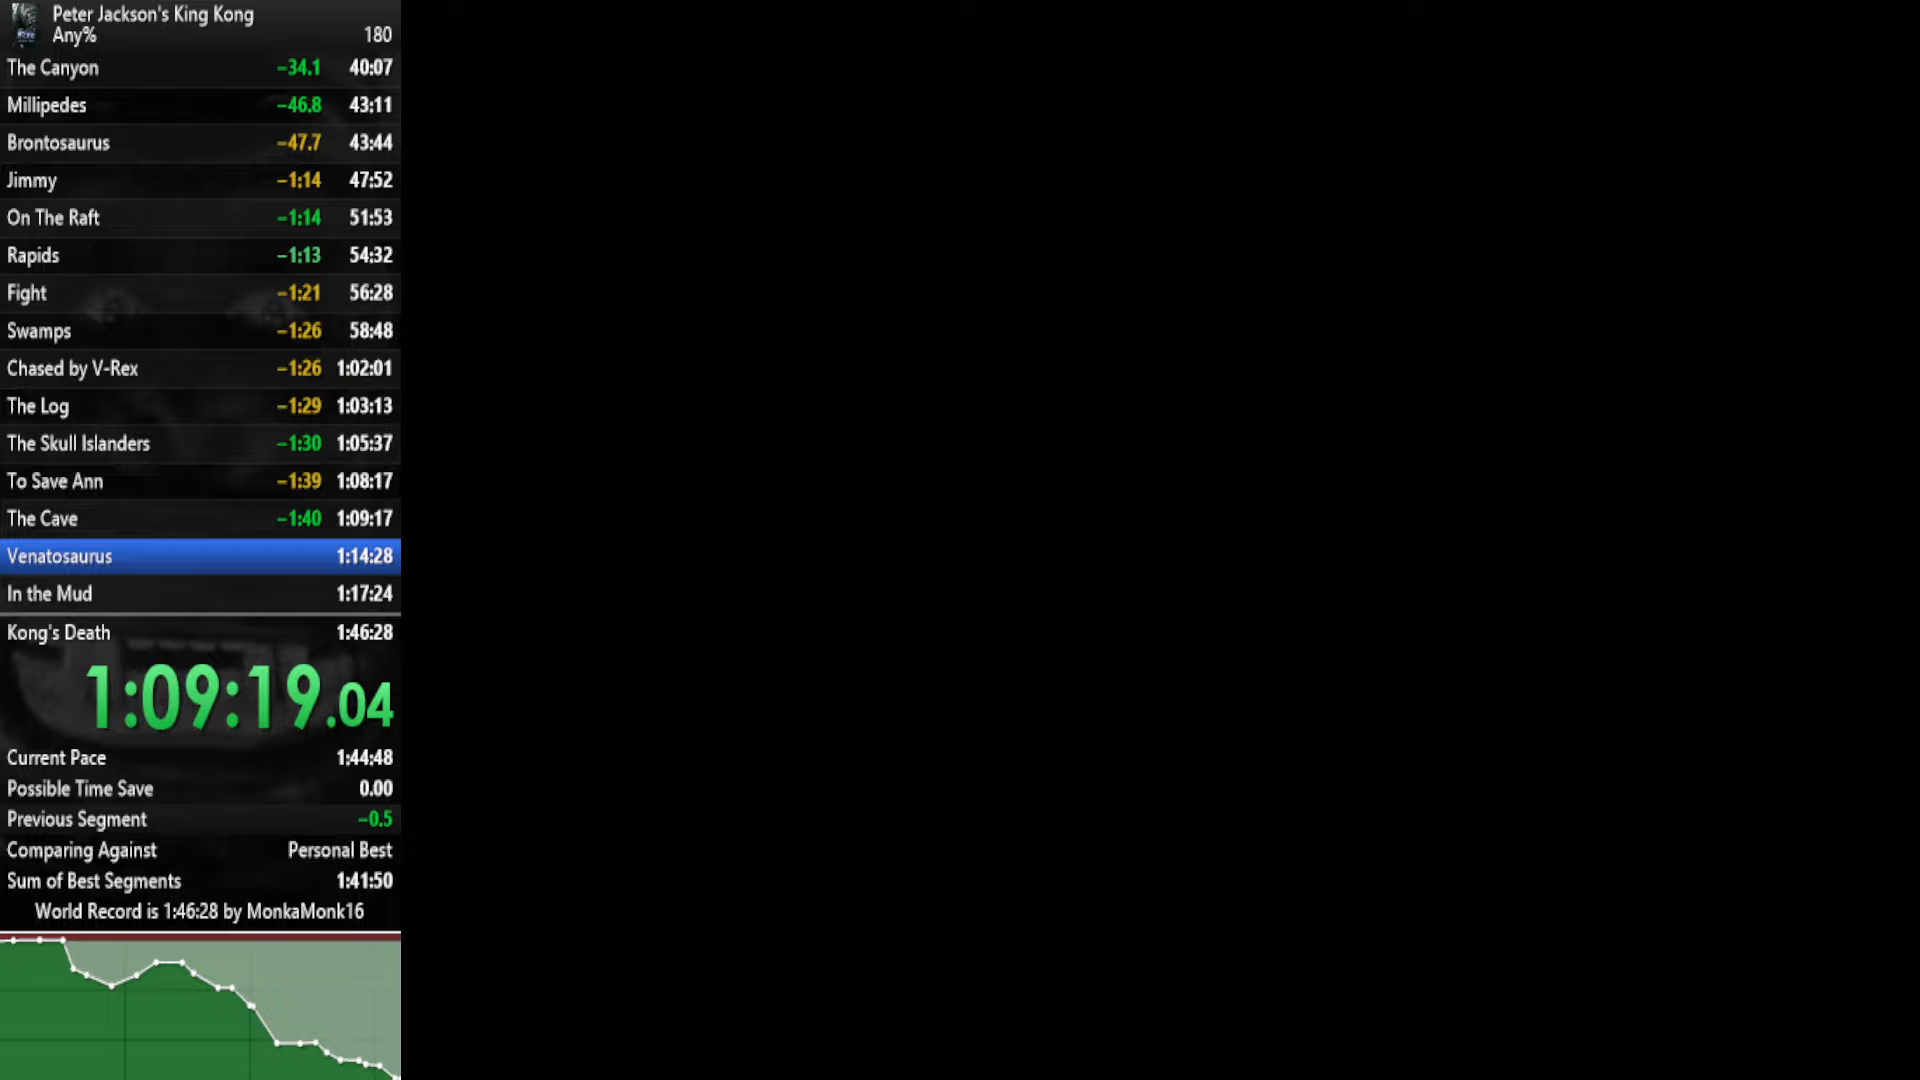 Peter Jackson's King Kong
Any% 180
The Canyon −34.1 40:07
Millipedes −46.8 43:11
Brontosaurus −47.7 43:44
Jimmy −1:14 47:52
On The Raft −1:14 51:53
Rapids −1:13 54:32
Fight −1:21 56:28
Swamps −1:26 58:48
Chased by V-Rex −1:26 1:02:01
The Log −1:29 1:03:13
The Skull Islanders −1:30 1:05:37
To Save Ann −1:39 1:08:17
The Cave −1:40 1:09:17
Venatosaurus 1:14:28
In the Mud 1:17:24
Kong's Death 1:46:28
1:09:19.04
Current Pace 1:44:48
Possible Time Save 0.00
Previous Segment −0.5
Comparing Against Personal Best
Sum of Best Segments 1:41:50
World Record is 1:46:28 by MonkaMonk16